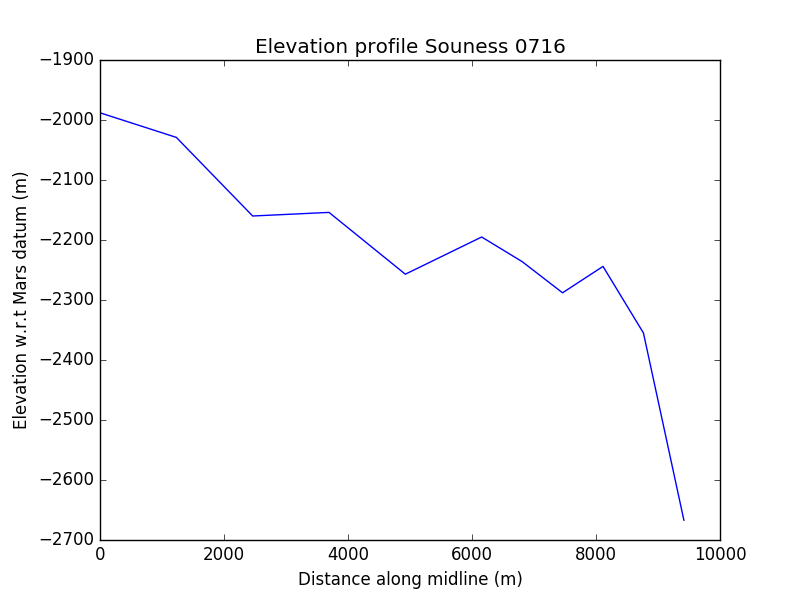 Elevation profile Souness 0716
−1900
−2000
−2100
−2200
−2300
−2400
−2500
−2600
−2700
Elevation w.r.t Mars datum (m)
0 2000 4000 6000 8000 10000
Distance along midline (m)